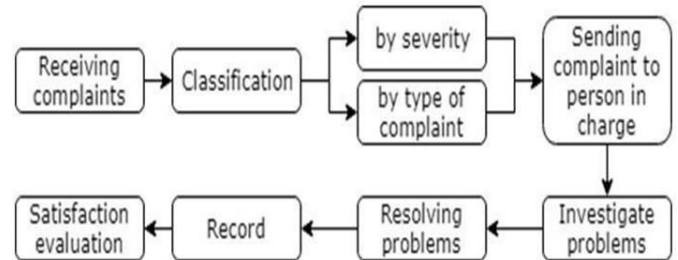 Receiving
complaints
Classification
by severity
by type of
complaint
Sending
complaint to
person in
charge
Investigate
problems
Resolving
problems
Record
Satisfaction
evaluation